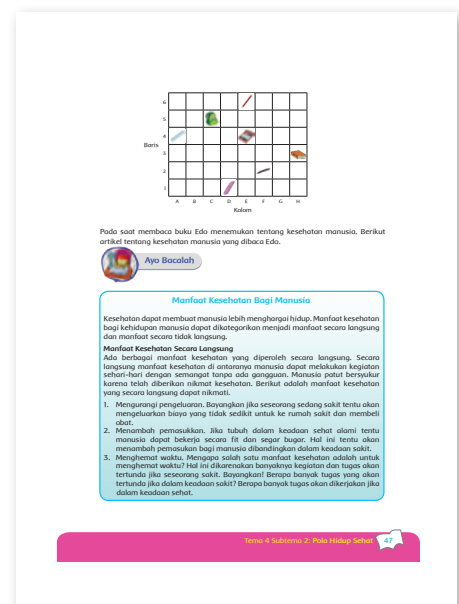 6
5
4
Baris
3
2
1
A B C D E F G H
Kolom
Pada saat membaca buku Edo menemukan tentang kesehatan manusia. Berikut
artikel tentang kesehatan manusia yang dibaca Edo.
Ayo Bacalah
Manfaat Kesehatan Bagi Manusia
Kesehatan dapat membuat manusia lebih menghargai hidup. Manfaat kesehatan
bagi kehidupan manusia dapat dikategorikan menjadi manfaat secara langsung
dan manfaat secara tidak langsung.
Manfaat Kesehatan Secara Langsung
Ada berbagai manfaat kesehatan yang diperoleh secara langsung. Secara
langsung manfaat kesehatan di antaranya manusia dapat melakukan kegiatan
sehari-hari dengan semangat tanpa ada gangguan. Manusia patut bersyukur
karena telah diberikan nikmat kesehatan. Berikut adalah manfaat kesehatan
yang secara langsung dapat nikmati.
1. Mengurangi pengeluaran. Bayangkan jika seseorang sedang sakit tentu akan
mengeluarkan biaya yang tidak sedikit untuk ke rumah sakit dan membeli
obat.
2. Menambah pemasukkan. Jika tubuh dalam keadaan sehat alami tentu
manusia dapat bekerja secara fit dan segar bugar. Hal ini tentu akan
menambah pemasukan bagi manusia dibandingkan dalam keadaan sakit.
3. Menghemat waktu. Mengapa salah satu manfaat kesehatan adalah untuk
menghemat waktu? Hal ini dikarenakan banyaknya kegiatan dan tugas akan
tertunda jika seseorang sakit. Bayangkan! Berapa banyak tugas yang akan
tertunda jika dalam keadaan sakit? Berapa banyak tugas akan dikerjakan jika
dalam keadaan sehat.
Tema 4 Subtema 2: Pola Hidup Sehat 47